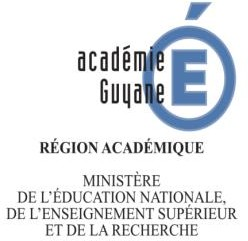 académie
Guyane
É
RÉGION ACADÉMIQUE
MINISTÈRE
DE L'ÉDUCATION NATIONALE,
DE L'ENSEIGNEMENT SUPÉRIEUR
ET DE LA RECHERCHE